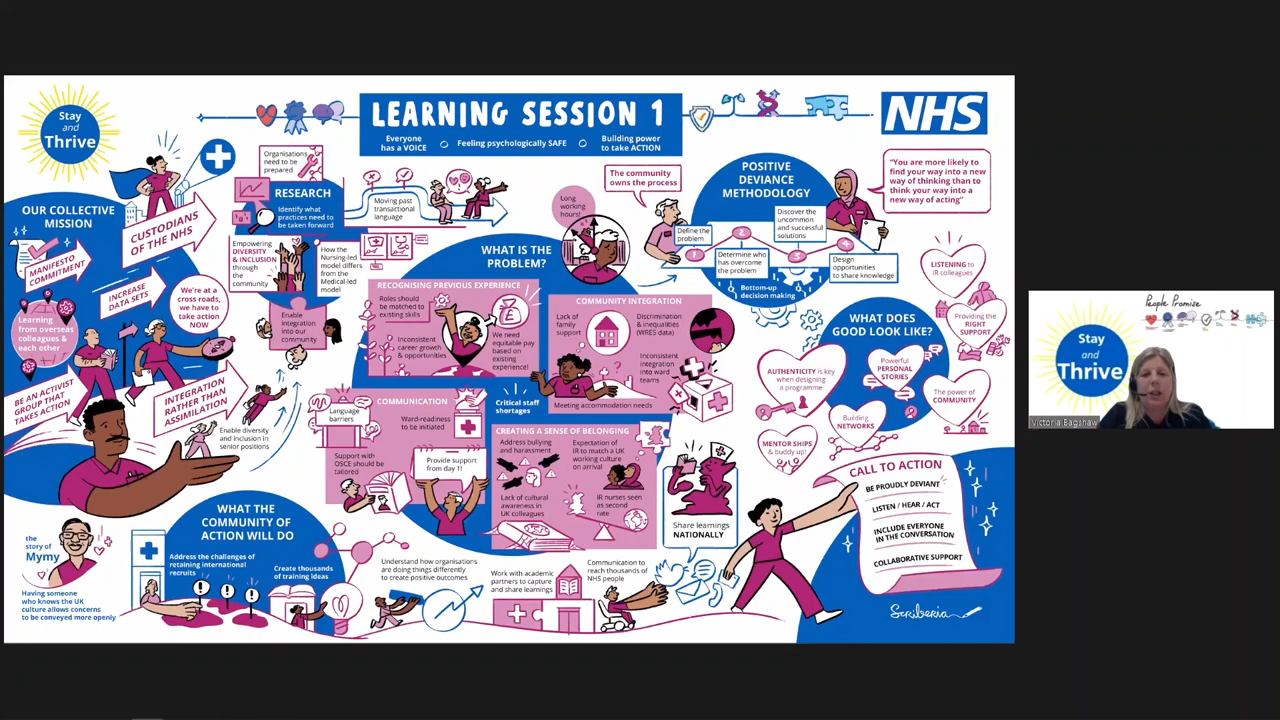 Stay
and
Thrive
LEARNING SESSION 1
Everyone
has a VOICE
Feeling psychologically SAFE
Building power
to take ACTION
NHS
OUR COLLECTIVE
MISSION
MANIFESTO
COMMITMENT
CUSTODIANS
OF THE NHS
INCREASE
DATA SETS
Learning
from overseas
colleagues &
each other
We're at a
cross roads,
we have to
take action
NOW
BE AN ACTIVIST
GROUP THAT
TAKES ACTION
INTEGRATION
RATHER THAN
ASSIMILATION
Enable diversity
and inclusion in
senior positions
Organisations
need to be
prepared
RESEARCH
Identify what
practices need to
be taken forward
Moving past
transactional
language
Empowering
DIVERSITY
& INCLUSION
through
the
community
How the
Nursing-led
model differs
from the
Medical-led
model
Enable
integration
into our
community
WHAT IS THE
PROBLEM?
Long
working
hours!
RECOGNISING PREVIOUS EXPERIENCE
Roles should
be matched to
existing skills
Inconsistent
career growth
& opportunities
We need
equitable pay
based on
existing
experience!
COMMUNITY INTEGRATION
Lack of
family
support
Discrimination
& inequalities
(WRES data)
Inconsistent
integration
into ward
teams
Meeting accommodation needs
COMMUNICATION
Language
barriers
Ward-readiness
to be initiated
Support with
OSCE should be
tailored
Provide support
from day 1!
Critical staff
shortages
CREATING A SENSE OF BELONGING
Address bullying
and harassment
Expectation of
IR to match a UK
working culture
on arrival
Lack of cultural
awareness in
UK colleagues
IR nurses seen
as second
rate
The community
owns the process
POSITIVE
DEVIANCE
METHODOLOGY
Define the
problem
1
2
Determine who
has overcome
the problem
Discover the
uncommon
and successful
solutions
3
4
Design
opportunities
to share knowledge
Bottom-up
decision making
"You are more likely to
find your way into a new
way of thinking than to
think your way into a
new way of acting"
WHAT DOES
GOOD LOOK LIKE?
LISTENING to
IR colleagues
Providing the
RIGHT
SUPPORT
AUTHENTICITY is key
when designing
a programme
Powerful
PERSONAL
STORIES
The power of
COMMUNITY
Building
NETWORKS
MENTOR SHIPS
& buddy up!
CALL TO ACTION
BE PROUDLY DEVIANT
LISTEN / HEAR / ACT
INCLUDE EVERYONE
IN THE CONVERSATION
COLLABORATIVE SUPPORT
Scriberia
the
story of
Mymy
Having someone
who knows the UK
culture allows concerns
to be conveyed more openly
WHAT THE
COMMUNITY OF
ACTION WILL DO
Address the challenges of
retaining international
recruits
Create thousands
of training ideas
Understand how organisations
are doing things differently
to create positive outcomes
Work with academic
partners to capture
and share learnings
Communication to
reach thousands of
NHS people
Share learnings
NATIONALLY
People Promise
Stay
and
Thrive
Victoria Bagshaw